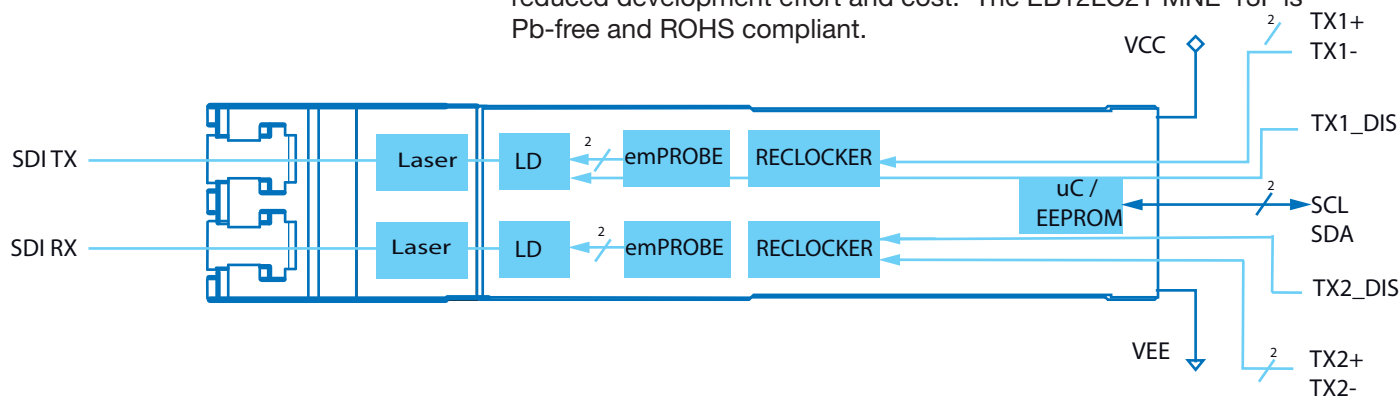 Pb-free and ROHS compliant.
2
TX1+
VCC
TX1-
TX1_DIS
SDI TX
Laser
LD
2
emPROBE
RECLOCKER
uC /
EEPROM
2
SCL
SDA
SDI RX
Laser
LD
2
emPROBE
RECLOCKER
TX2_DIS
VEE
2
TX2+
TX2-